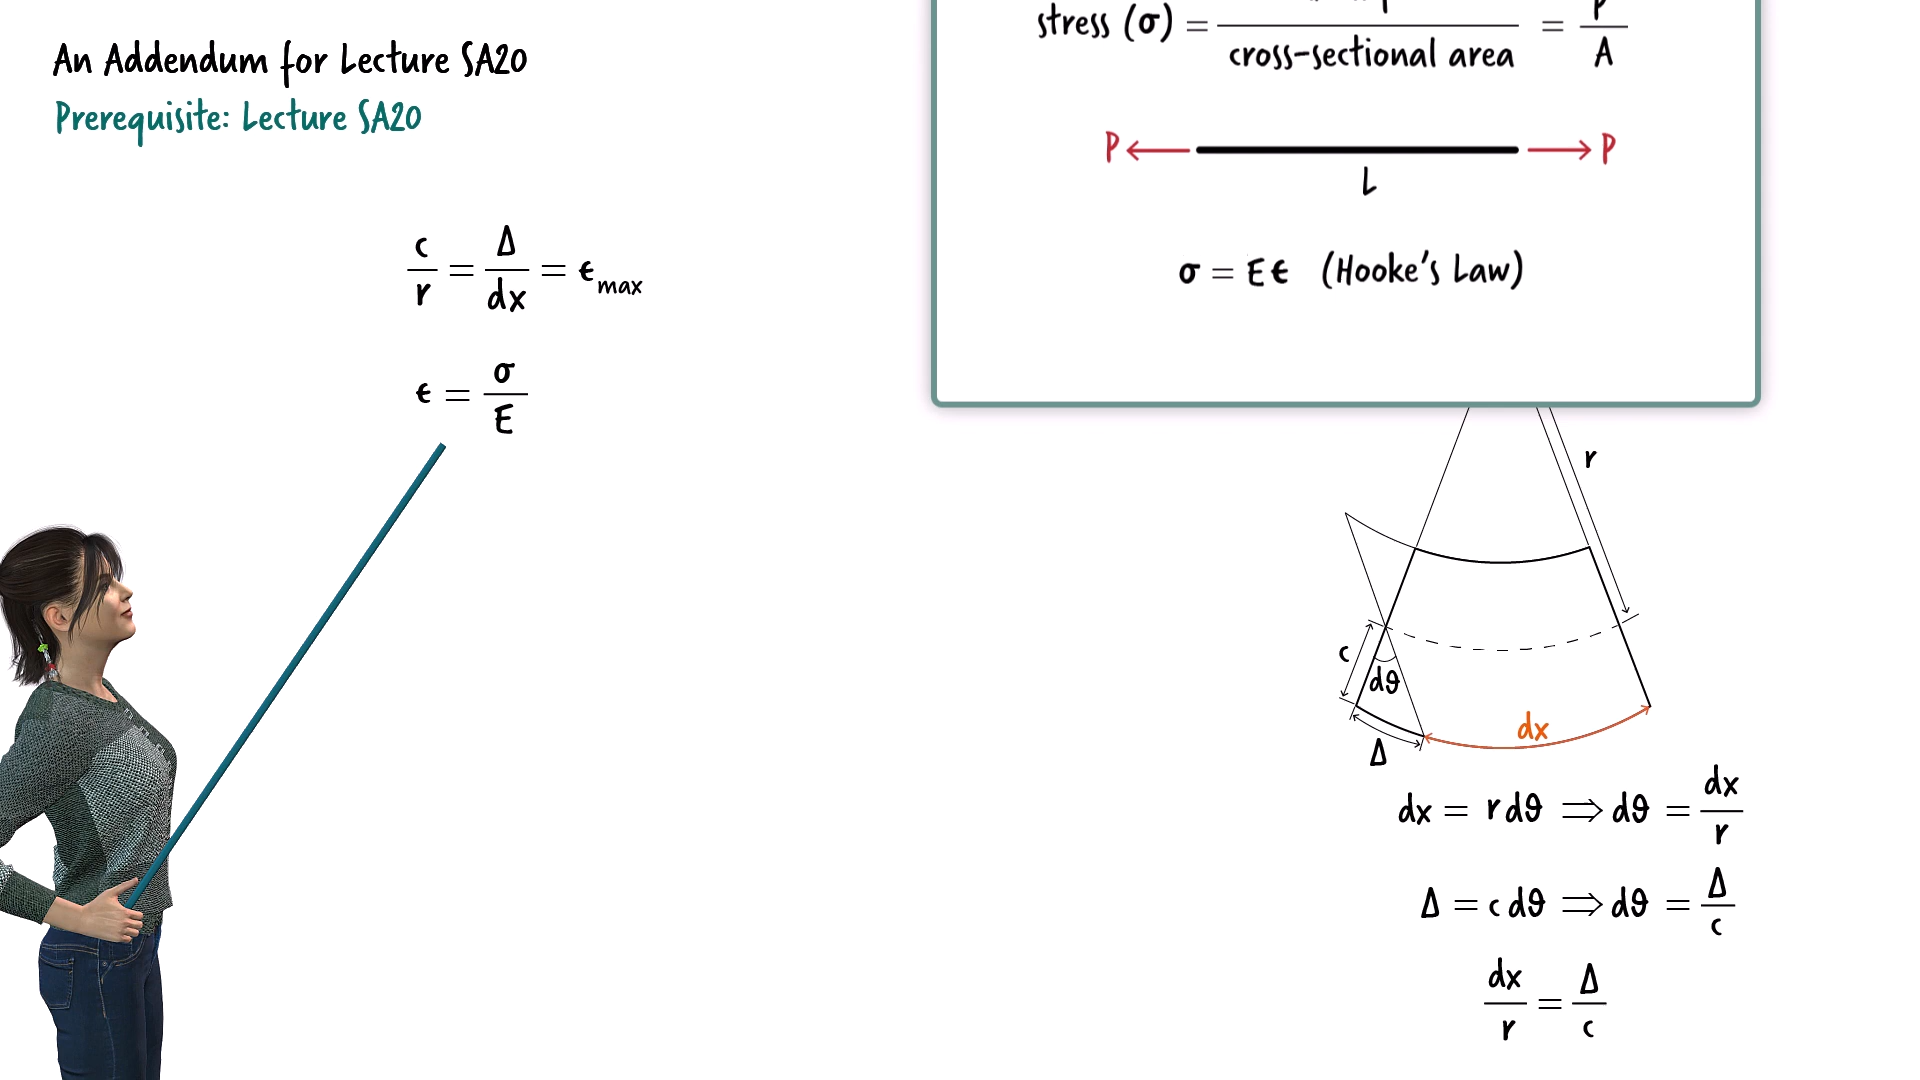 An Addendum for Lecture SA20
Prerequisite: Lecture SA20
c/r = Δ/dx = ϵmax
ϵ = σ/E
stress (σ) = / cross-sectional area = P/A
P P
L
σ = Eϵ (Hooke's Law)
r
c
dϑ
dx
Δ
dx = r dϑ ⟹ dϑ = dx/r
Δ = c dϑ ⟹ dϑ = Δ/c
dx/r = Δ/c